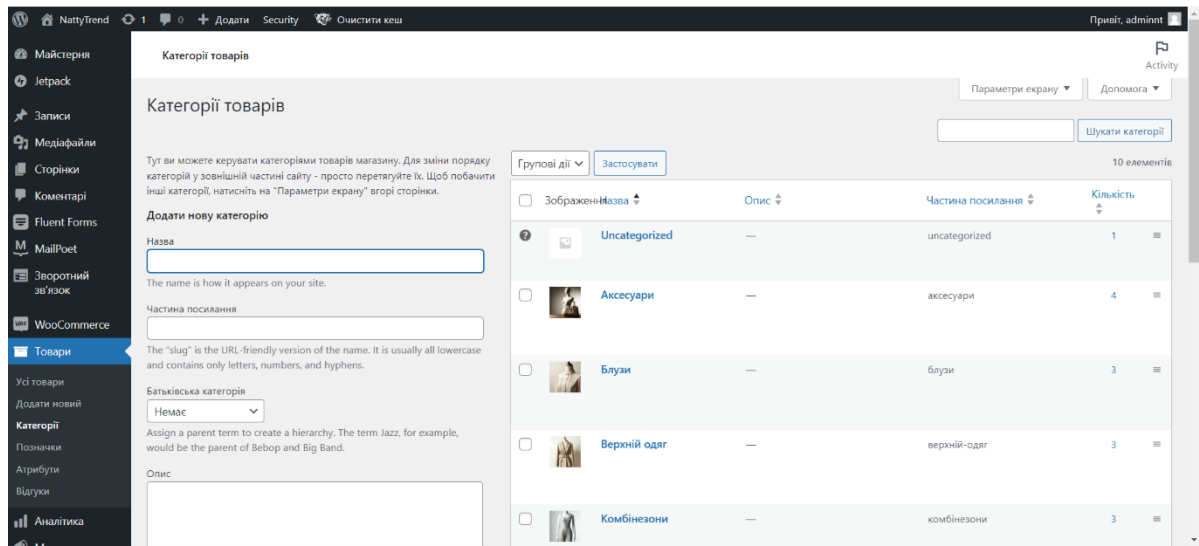 NattyTrend 1 0 + Додати Security Очистити кеш Привіт, adminnt
Майстерня
Jetpack
Записи
Медіафайли
Сторінки
Коментарі
Fluent Forms
MailPoet
Зворотний
зв'язок
WooCommerce
Товари
Усі товари
Додати новий
Категорії
Позначки
Атрибути
Відгуки
Аналітика
Категорії товарів
Activity
Параметри екрану Допомога
Категорії товарів
Шукати категорії
Тут ви можете керувати категоріями товарів магазину. Для зміни порядку
категорій у зовнішній частині сайту - просто перетягуйте їх. Щоб побачити
інші категорії, натисніть на "Параметри екрану" вгорі сторінки.
Додати нову категорію
Назва
The name is how it appears on your site.
Частина посилання
The "slug" is the URL-friendly version of the name. It is usually all lowercase
and contains only letters, numbers, and hyphens.
Батьківська категорія
Немає
Assign a parent term to create a hierarchy. The term Jazz, for example,
would be the parent of Bebop and Big Band.
Опис
Групові дії Застосувати 10 елементів
Зображення Назва Опис Частина посилання Кількість
Uncategorized — uncategorized 1
Аксесуари — аксесуари 4
Блузи — блузи 3
Верхній одяг — верхній-одяг 3
Комбінезони — комбінезони 3